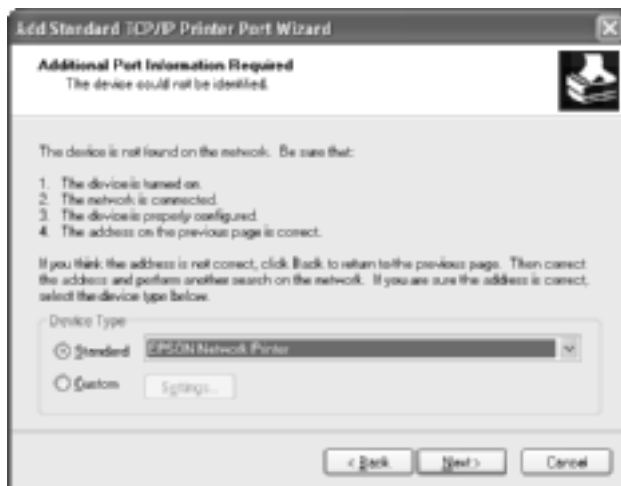 Add Standard TCP/IP Printer Port Wizard
Additional Port Information Required
The device could not be identified.
The device is not found on the network. Be sure that:
1. The device is turned on.
2. The network is connected.
3. The device is properly configured.
4. The address on the previous page is correct.
If you think the address is not correct, click Back to return to the previous page. Then correct
the address and perform another search on the network. If you are sure the address is correct,
select the device type below.
Device Type
Standard
EPSON Network Printer
Custom
Settings...
< Back
Next >
Cancel